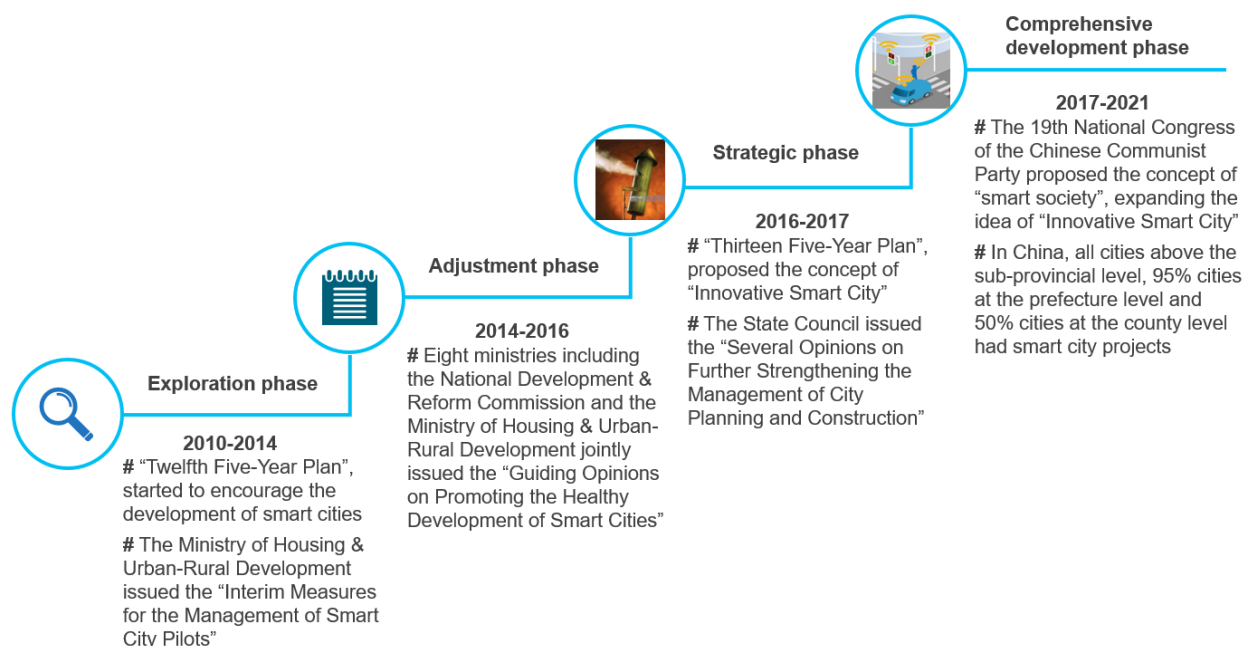 Exploration phase
2010-2014
# “Twelfth Five-Year Plan”,
started to encourage the
development of smart cities
# The Ministry of Housing &
Urban-Rural Development
issued the “Interim Measures
for the Management of Smart
City Pilots”
Adjustment phase
2014-2016
# Eight ministries including
the National Development &
Reform Commission and the
Ministry of Housing & Urban-
Rural Development jointly
issued the “Guiding Opinions
on Promoting the Healthy
Development of Smart Cities”
Strategic phase
2016-2017
# “Thirteen Five-Year Plan”,
proposed the concept of
“Innovative Smart City”
# The State Council issued
the “Several Opinions on
Further Strengthening the
Management of City
Planning and Construction”
Comprehensive
development phase
2017-2021
# The 19th National Congress
of the Chinese Communist
Party proposed the concept of
“smart society”, expanding the
idea of “Innovative Smart City”
# In China, all cities above the
sub-provincial level, 95% cities
at the prefecture level and
50% cities at the county level
had smart city projects